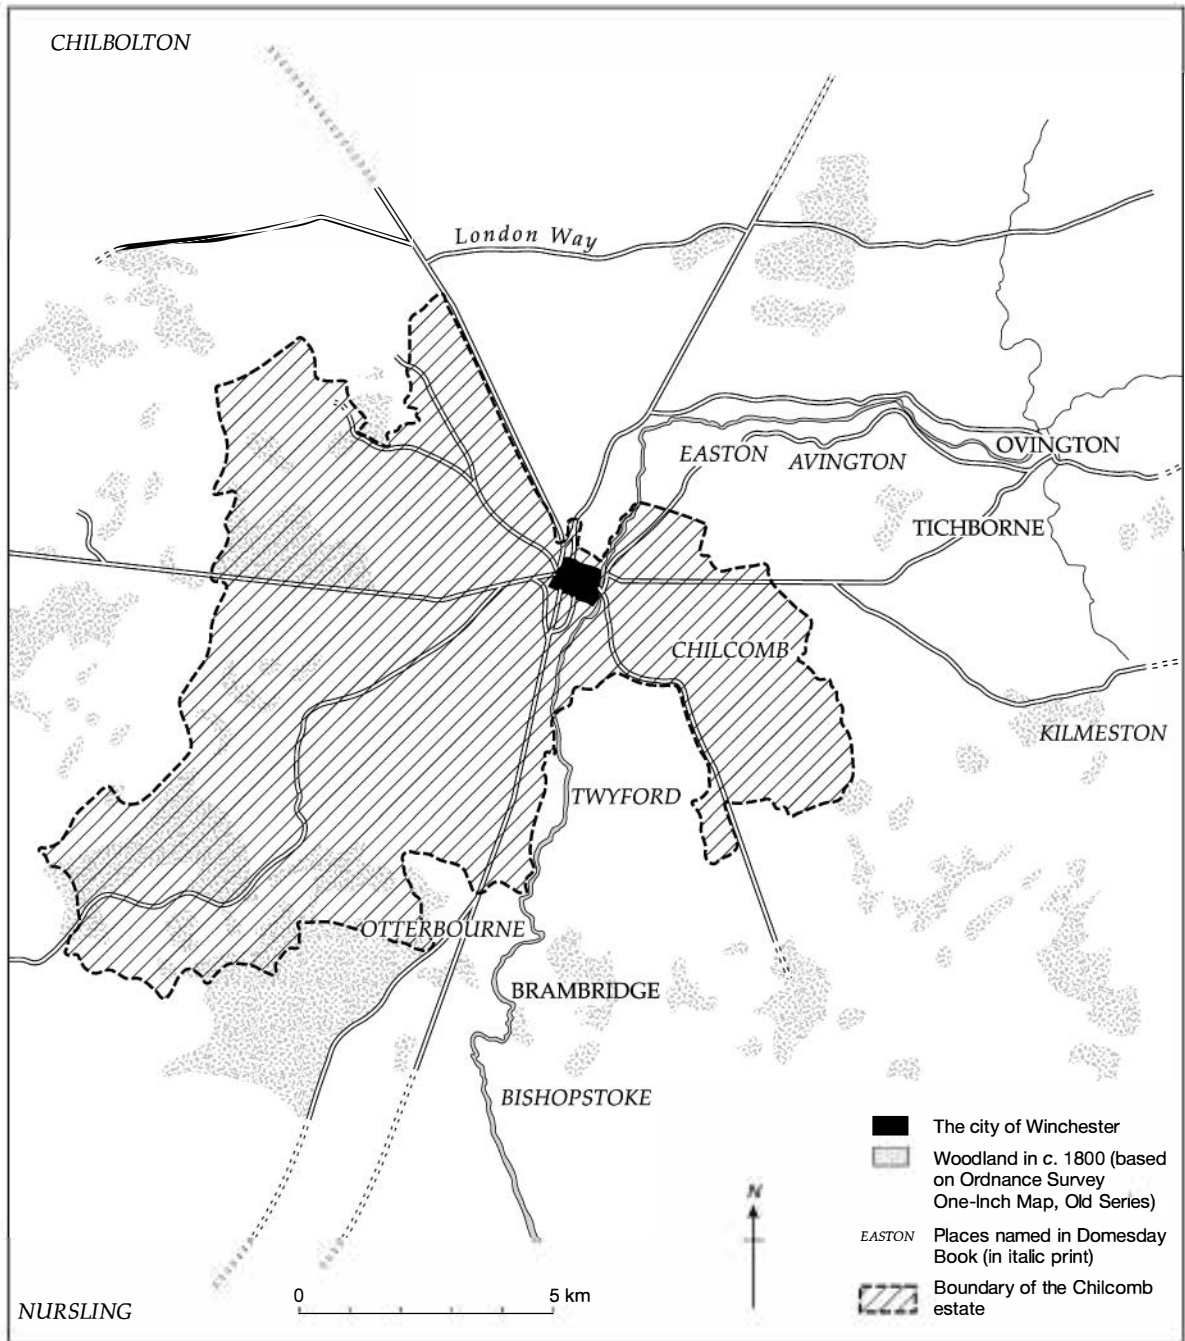 CHILBOLTON
London Way
OVINGTON
EASTON
AVINGTON
TICHBORNE
CHILCOMB
KILMESTON
TWYFORD
OTTERBOURNE
BRAMBRIDGE
BISHOPSTOKE
The city of Winchester
Woodland in c. 1800 (based
on Ordnance Survey
One-Inch Map, Old Series)
EASTON
Places named in Domesday
Book (in italic print)
Boundary of the Chilcomb
estate
N
0
5 km
NURSLING